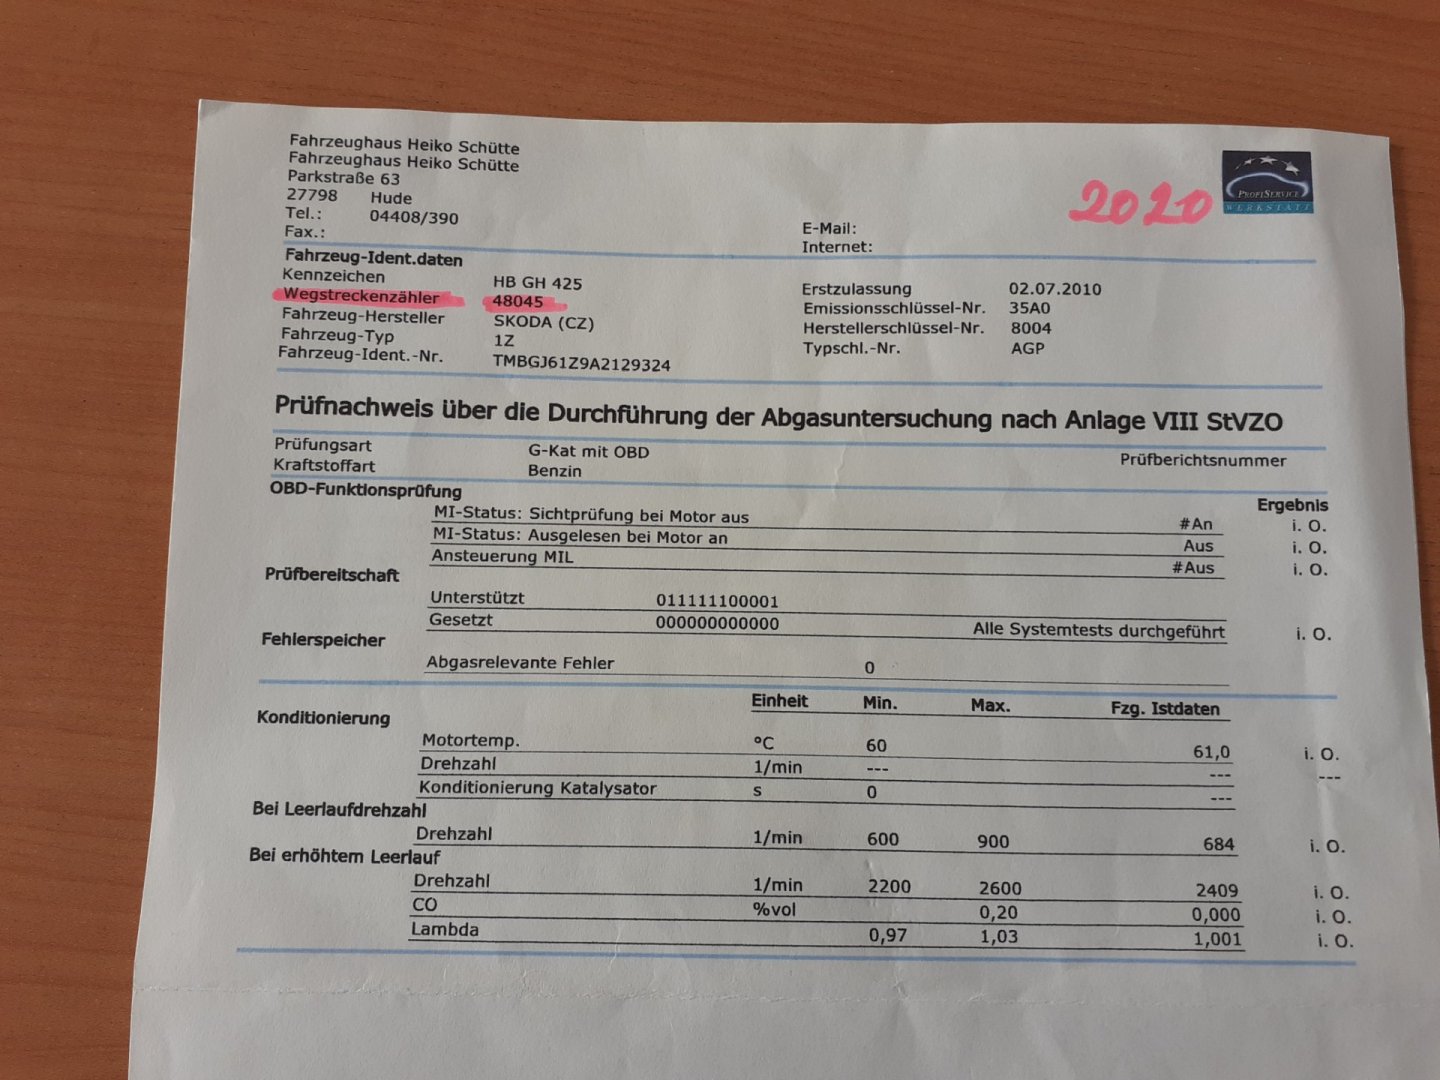 Fahrzeughaus Heiko Schütte
Fahrzeughaus Heiko Schütte
Parkstraße 63
27798 Hude
Tel.: 04408/390
Fax.:
E-Mail:
Internet:
2020
PROFISERVICE
WERKSTATT
Fahrzeug-Ident.daten
Kennzeichen HB GH 425
Wegstreckenzähler 48045
Fahrzeug-Hersteller SKODA (CZ)
Fahrzeug-Typ 1Z
Fahrzeug-Ident.-Nr. TMBGJ61Z9A2129324
Erstzulassung 02.07.2010
Emissionsschlüssel-Nr. 35A0
Herstellerschlüssel-Nr. 8004
Typschl.-Nr. AGP
Prüfnachweis über die Durchführung der Abgasuntersuchung nach Anlage VIII StVZO
Prüfungsart G-Kat mit OBD Prüfberichtsnummer
Kraftstoffart Benzin
OBD-Funktionsprüfung Ergebnis
MI-Status: Sichtprüfung bei Motor aus #An i. O.
MI-Status: Ausgelesen bei Motor an Aus i. O.
Ansteuerung MIL #Aus i. O.
Prüfbereitschaft
Unterstützt 011111100001
Gesetzt 000000000000 Alle Systemtests durchgeführt i. O.
Fehlerspeicher
Abgasrelevante Fehler 0
Einheit Min. Max. Fzg. Istdaten
Konditionierung
Motortemp. °C 60 61,0 i. O.
Drehzahl 1/min --- --- ---
Konditionierung Katalysator s 0 ---
Bei Leerlaufdrehzahl
Drehzahl 1/min 600 900 684 i. O.
Bei erhöhtem Leerlauf
Drehzahl 1/min 2200 2600 2409 i. O.
CO %vol 0,20 0,000 i. O.
Lambda 0,97 1,03 1,001 i. O.